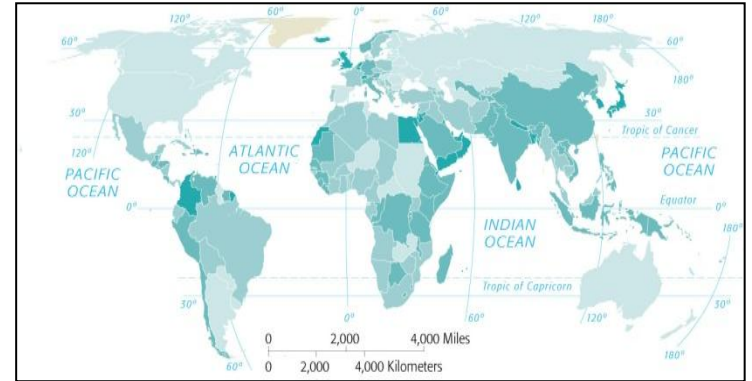 120° 0° 60° 120° 180°
60° 60° 60°
180°
30° 30° 30°
Tropic of Cancer
120°
ATLANTIC
OCEAN
PACIFIC
OCEAN
PACIFIC
OCEAN
0° Equator 0°
180°
INDIAN
OCEAN
Tropic of Capricorn
30° 0° 60° 120° 30°
180°
60°
0 2,000 4,000 Miles
0 2,000 4,000 Kilometers